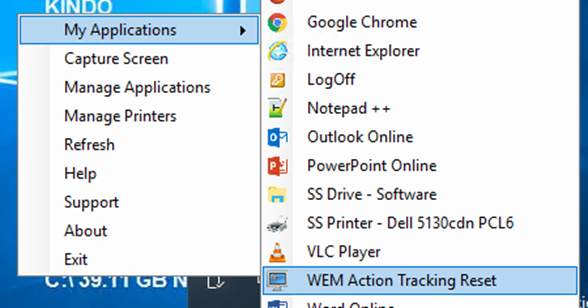 KINDO
My Applications
Capture Screen
Manage Applications
Manage Printers
Refresh
Help
Support
About
Exit
C:\ 39.11 GB N
Google Chrome
Internet Explorer
LogOff
Notepad ++
Outlook Online
PowerPoint Online
SS Drive - Software
SS Printer - Dell 5130cdn PCL6
VLC Player
WEM Action Tracking Reset
Word Online